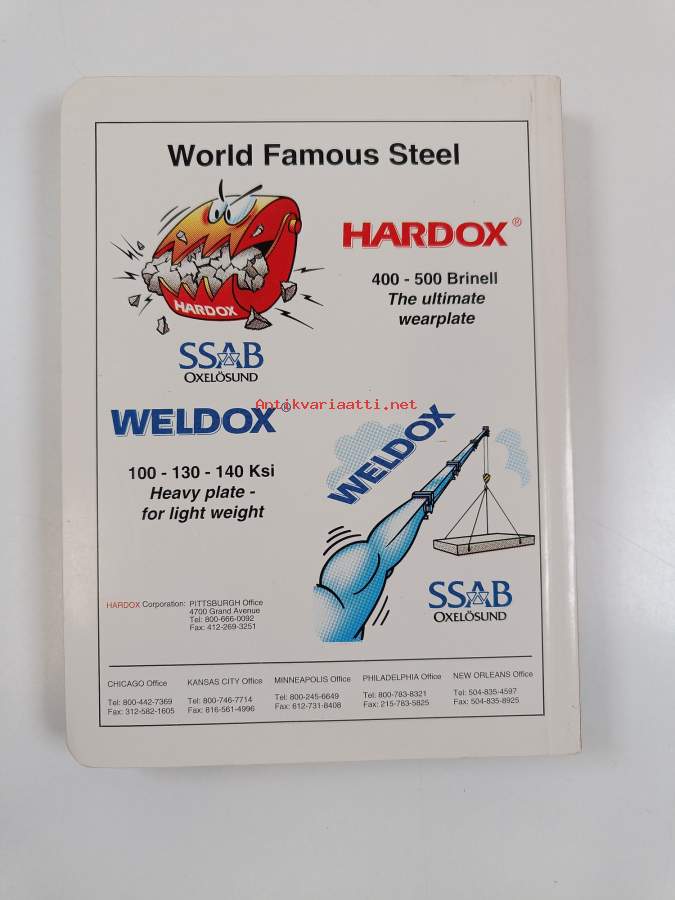 World Famous Steel
HARDOX
SSAB
OXELÖSUND
HARDOX®
400 - 500 Brinell
The ultimate
wearplate
Antikvariaatti.net
WELDOX®
100 - 130 - 140 Ksi
Heavy plate -
for light weight
WELDOX
SSAB
OXELÖSUND
HARDOX Corporation: PITTSBURGH Office
4700 Grand Avenue
Tel: 800-666-0092
Fax: 412-269-3251
CHICAGO Office
Tel: 800-442-7369
Fax: 312-582-1605
KANSAS CITY Office
Tel: 800-746-7714
Fax: 816-561-4996
MINNEAPOLIS Office
Tel: 800-245-6649
Fax: 612-731-8408
PHILADELPHIA Office
Tel: 800-783-8321
Fax: 215-783-5825
NEW ORLEANS Office
Tel: 504-835-4597
Fax: 504-835-8925